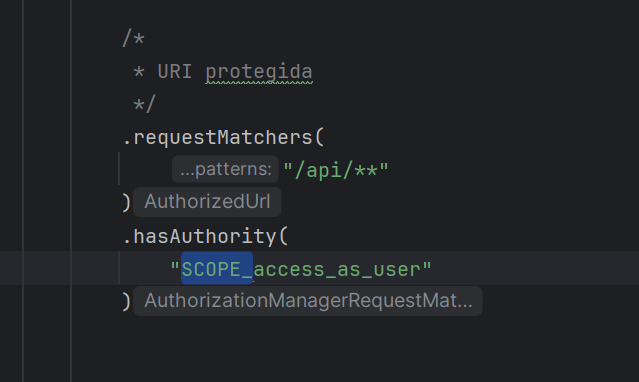 /*
* URI protegida
*/
.requestMatchers(
...patterns: "/api/**"
) AuthorizedUrl
.hasAuthority(
"SCOPE_access_as_user"
) AuthorizationManagerRequestMat...